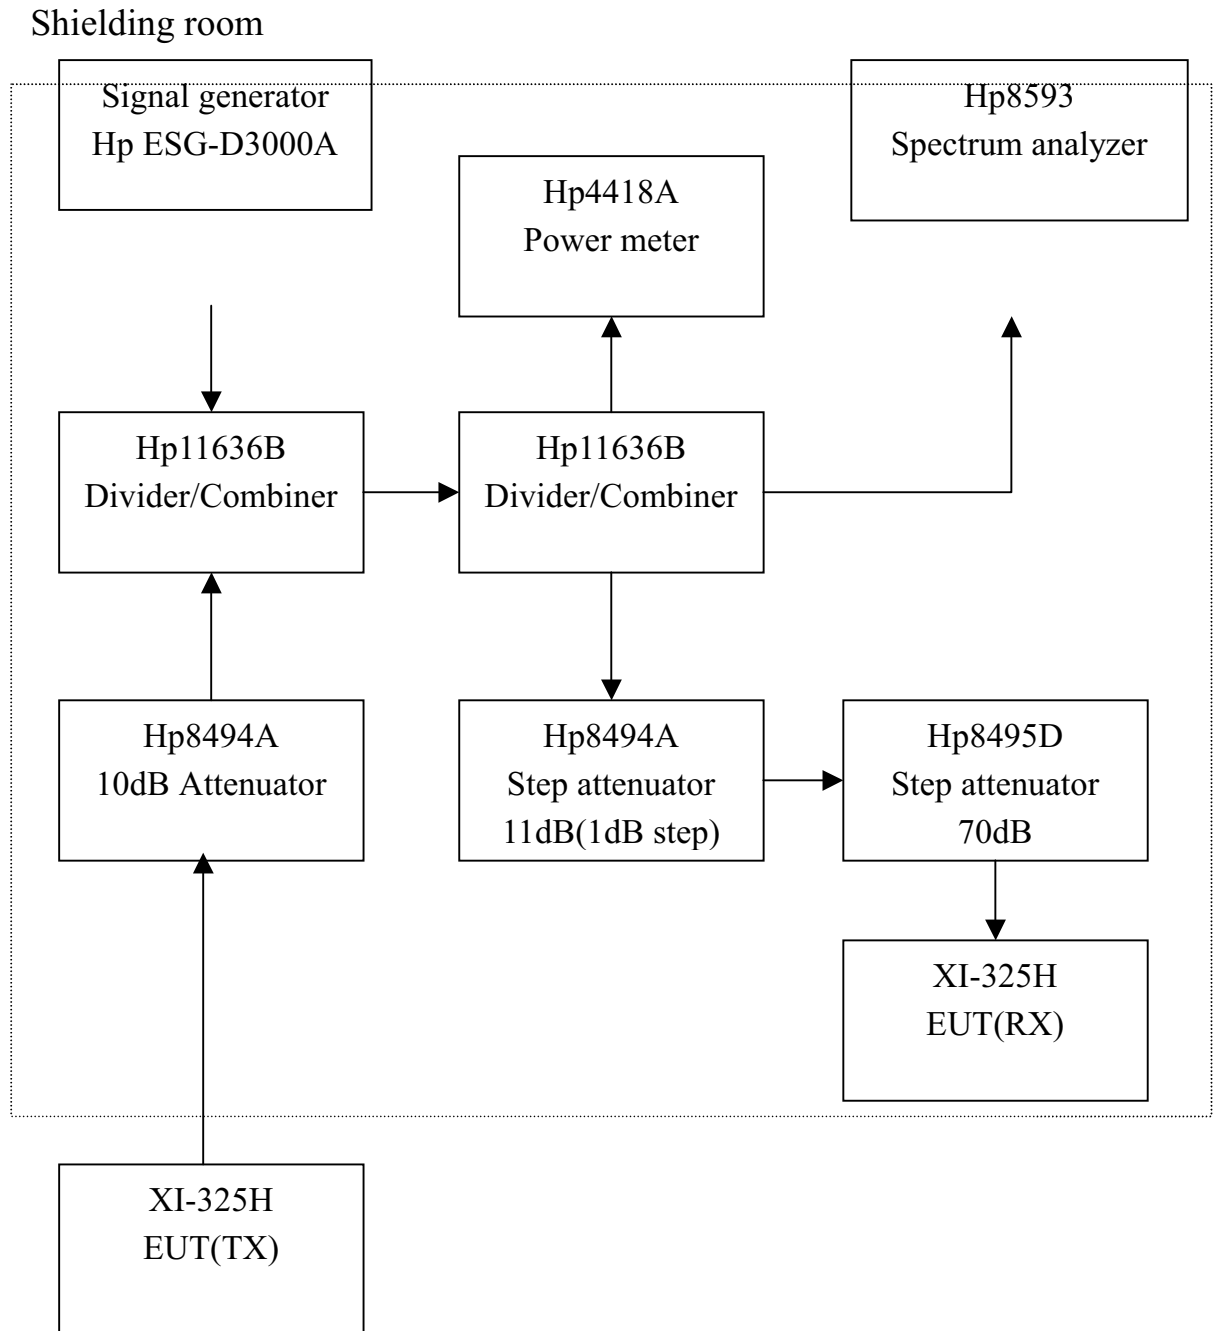 Shielding room
Signal generator
Hp ESG-D3000A
Hp8593
Spectrum analyzer
Hp4418A
Power meter
Hp11636B
Divider/Combiner
Hp11636B
Divider/Combiner
Hp8494A
10dB Attenuator
Hp8494A
Step attenuator
11dB(1dB step)
Hp8495D
Step attenuator
70dB
XI-325H
EUT(RX)
XI-325H
EUT(TX)